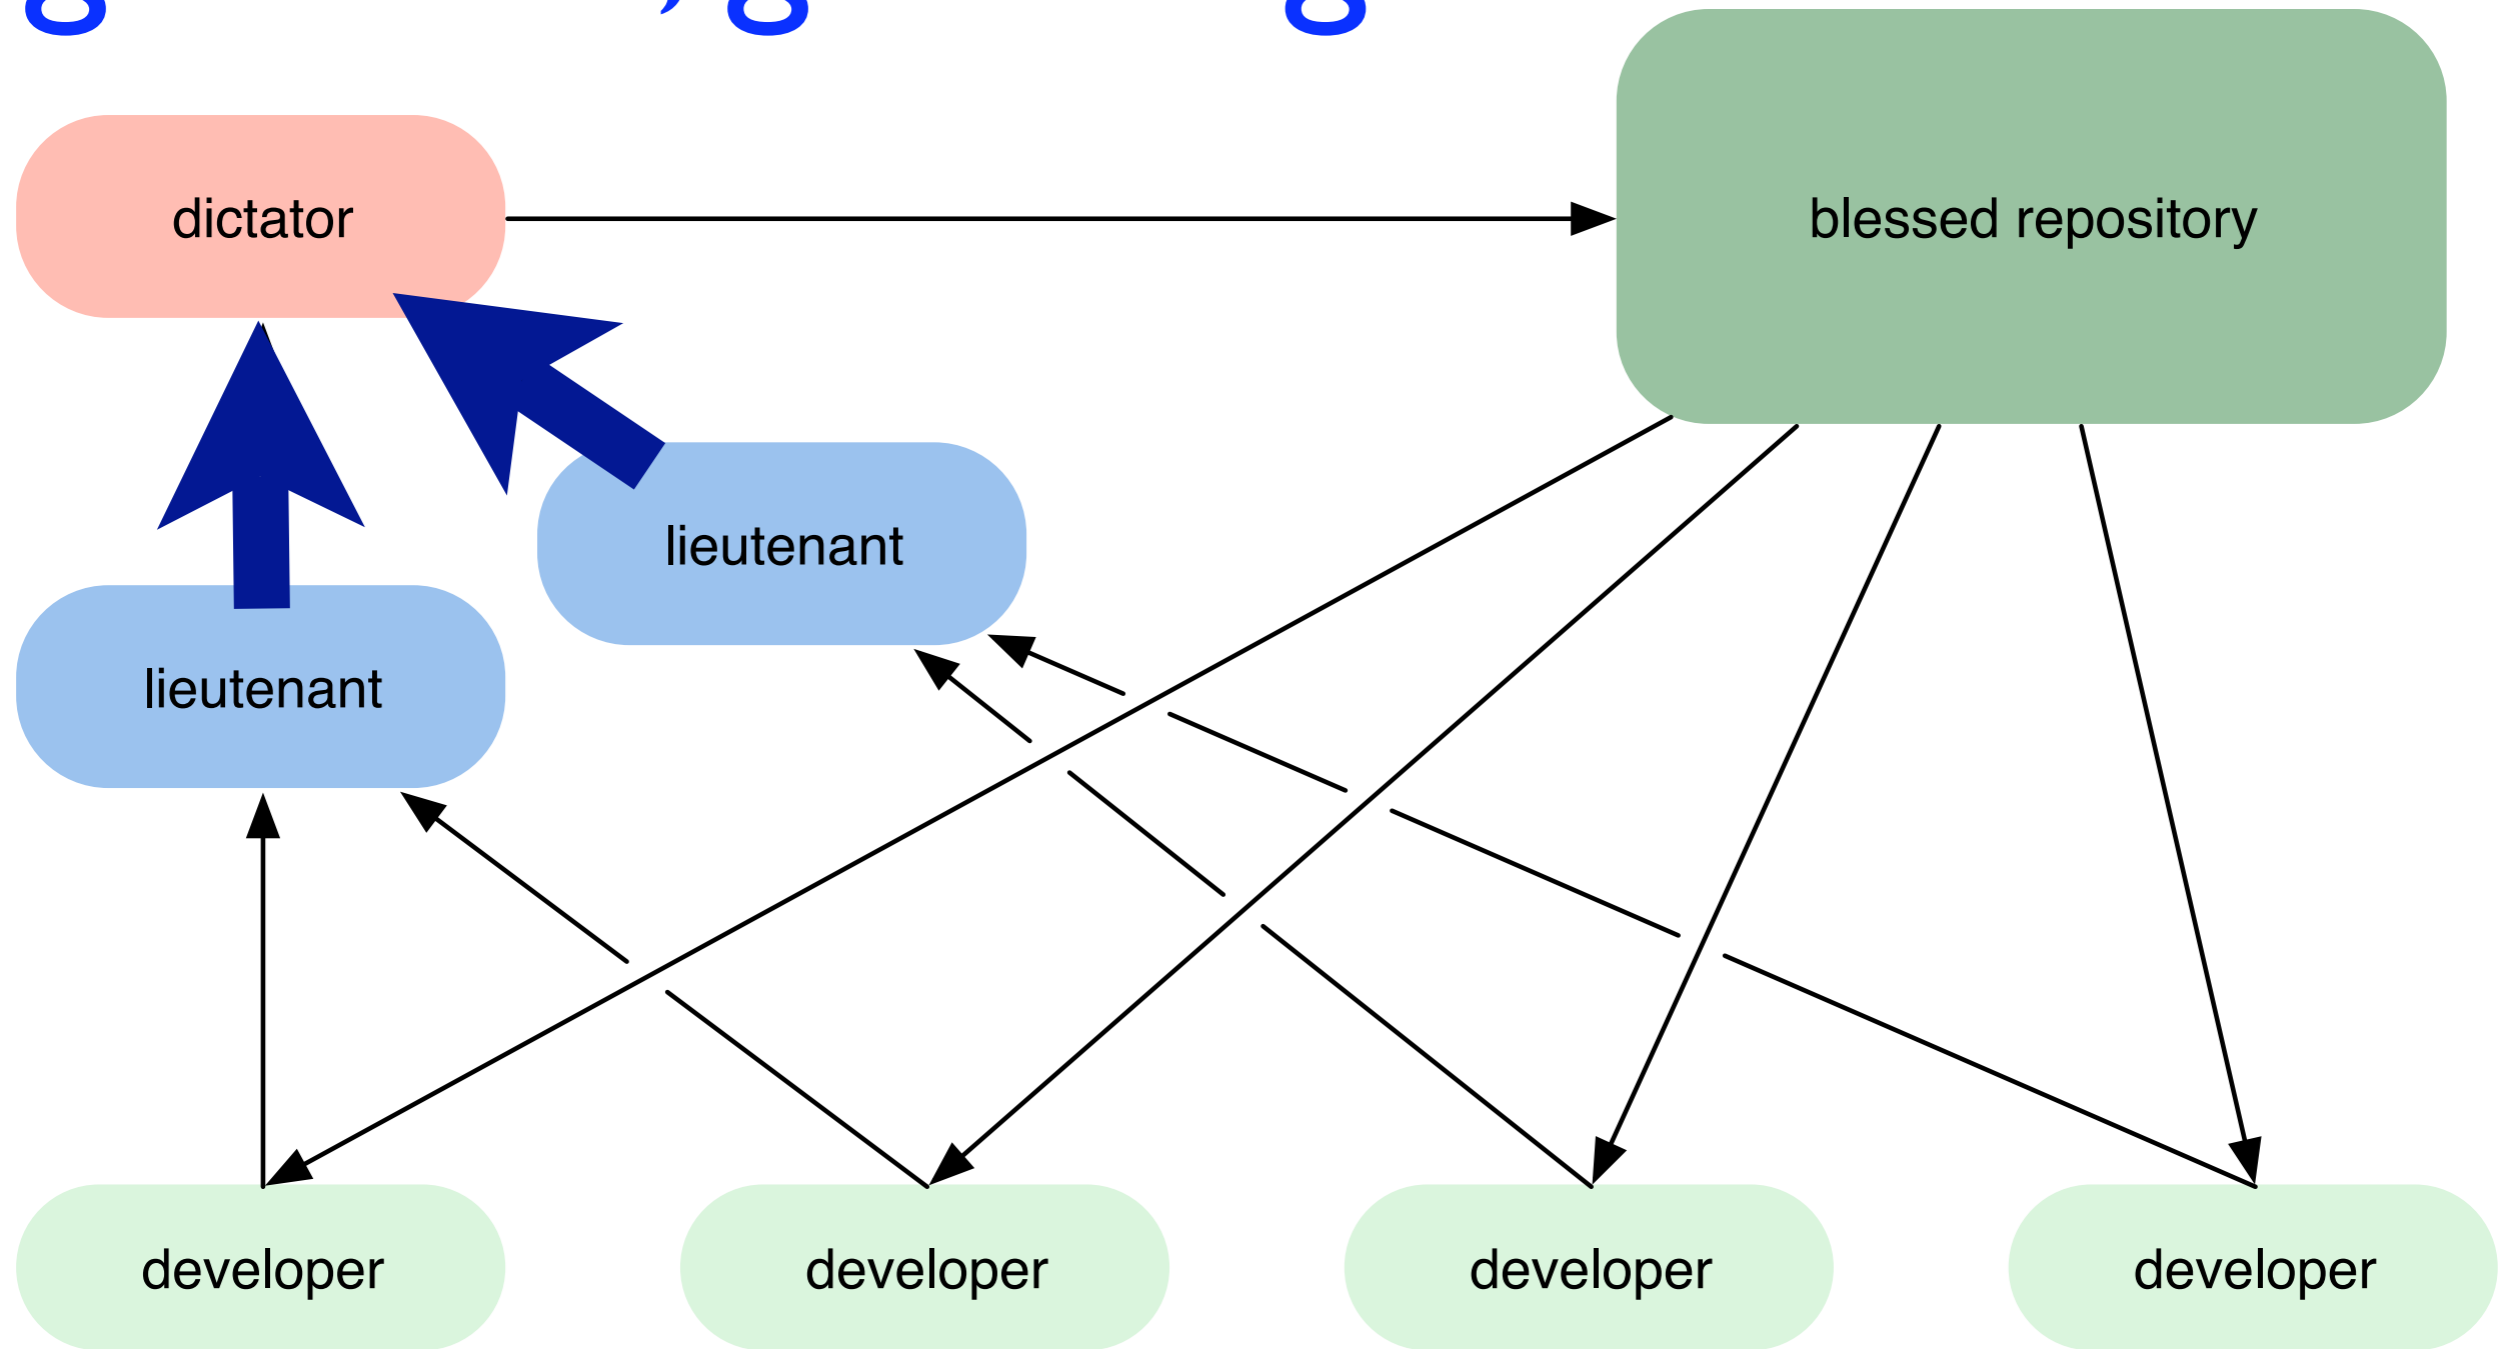 dictator
blessed repository
lieutenant
lieutenant
developer developer developer developer